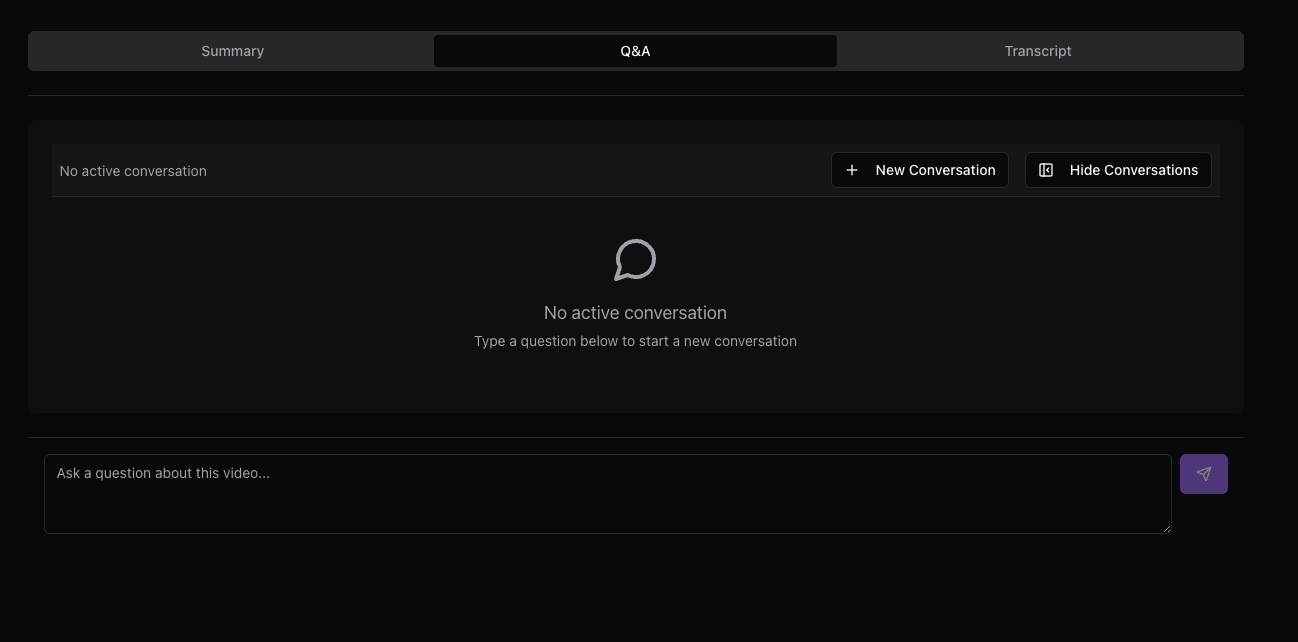 Summary
Q&A
Transcript
No active conversation
New Conversation
Hide Conversations
No active conversation
Type a question below to start a new conversation
Ask a question about this video...